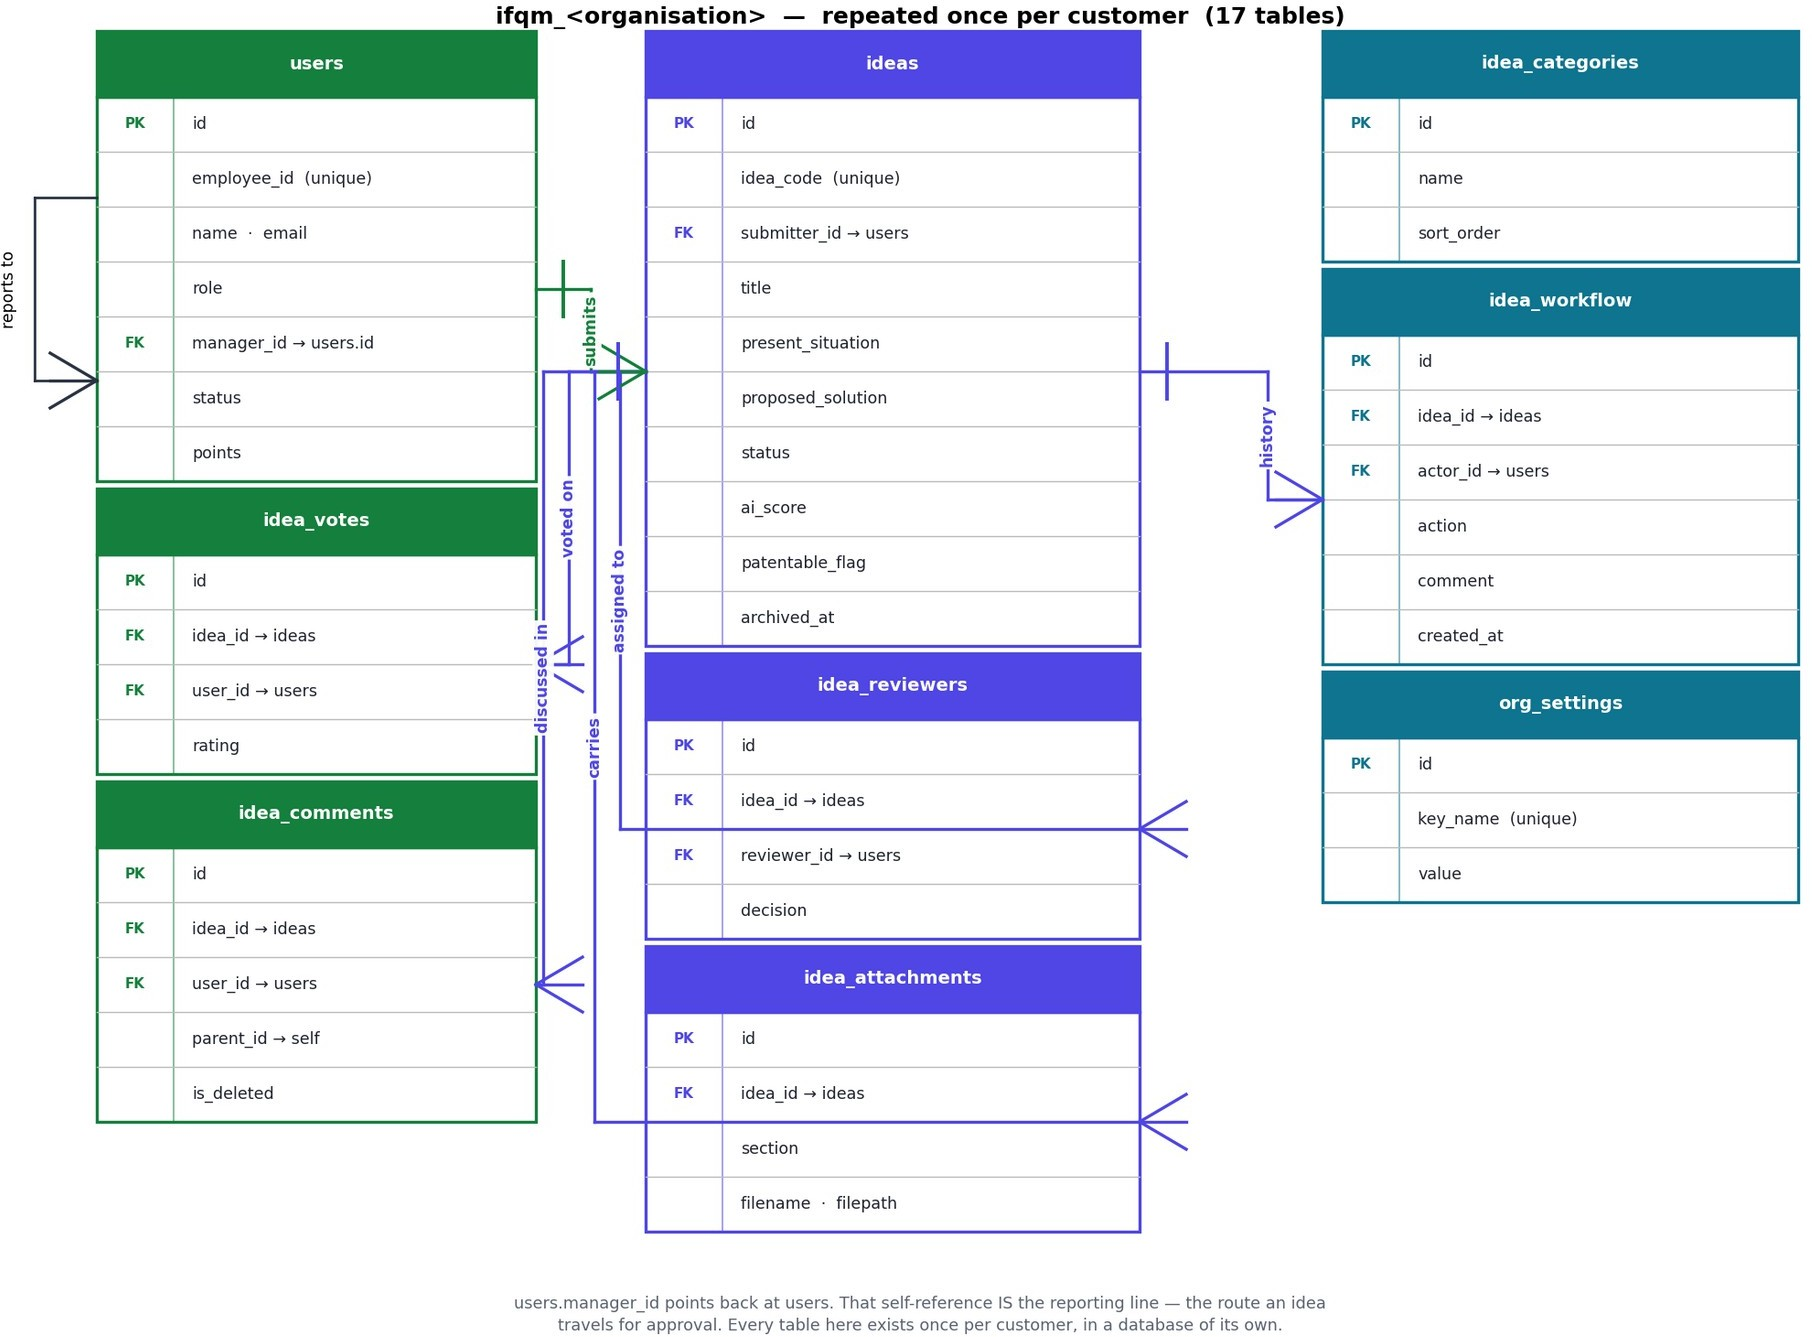 ifqm_<organisation>  —  repeated once per customer  (17 tables)
users
PK id
employee_id (unique)
name · email
role
FK manager_id → users.id
status
points
reports to
idea_votes
PK id
FK idea_id → ideas
FK user_id → users
rating
idea_comments
PK id
FK idea_id → ideas
FK user_id → users
parent_id → self
is_deleted
submits
voted on
discussed in
carries
assigned to
ideas
PK id
idea_code (unique)
FK submitter_id → users
title
present_situation
proposed_solution
status
ai_score
patentable_flag
archived_at
idea_reviewers
PK id
FK idea_id → ideas
FK reviewer_id → users
decision
idea_attachments
PK id
FK idea_id → ideas
section
filename · filepath
history
idea_categories
PK id
name
sort_order
idea_workflow
PK id
FK idea_id → ideas
FK actor_id → users
action
comment
created_at
org_settings
PK id
key_name (unique)
value
users.manager_id points back at users. That self-reference IS the reporting line — the route an idea
travels for approval. Every table here exists once per customer, in a database of its own.